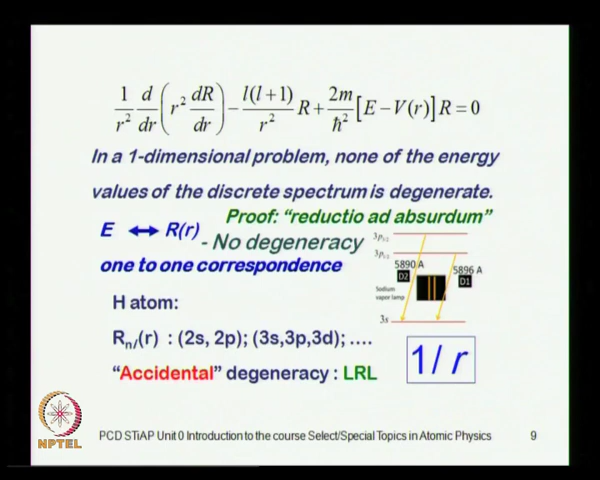 1/r² d/dr (r² dR/dr) − l(l+1)/r² R + 2m/ħ² [E − V(r)] R = 0
In a 1-dimensional problem, none of the energy
values of the discrete spectrum is degenerate.
Proof: “reductio ad absurdum”
E ↔ R(r)
- No degeneracy
one to one correspondence
3p₃/₂
3p₁/₂
5890 A
D2
5896 A
D1
Sodium
vapor lamp
3s
H atom:
Rₙₗ(r) : (2s, 2p); (3s,3p,3d); ....
“Accidental” degeneracy : LRL
1/ r
NPTEL
PCD STiAP Unit 0 Introduction to the course Select/Special Topics in Atomic Physics
9